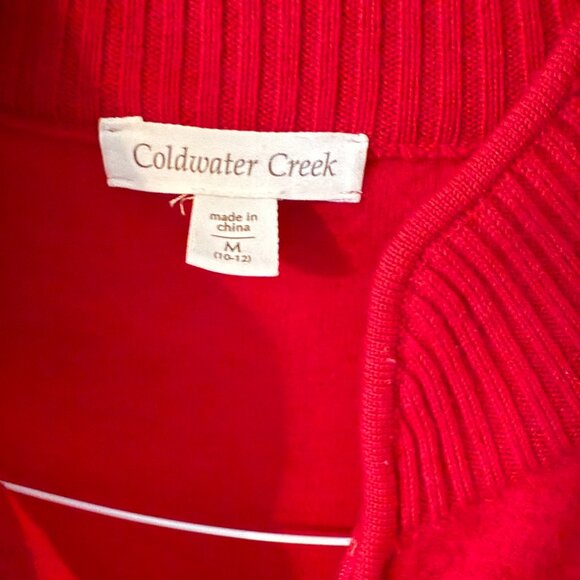 Coldwater Creek
made in
china
M
(10-12)